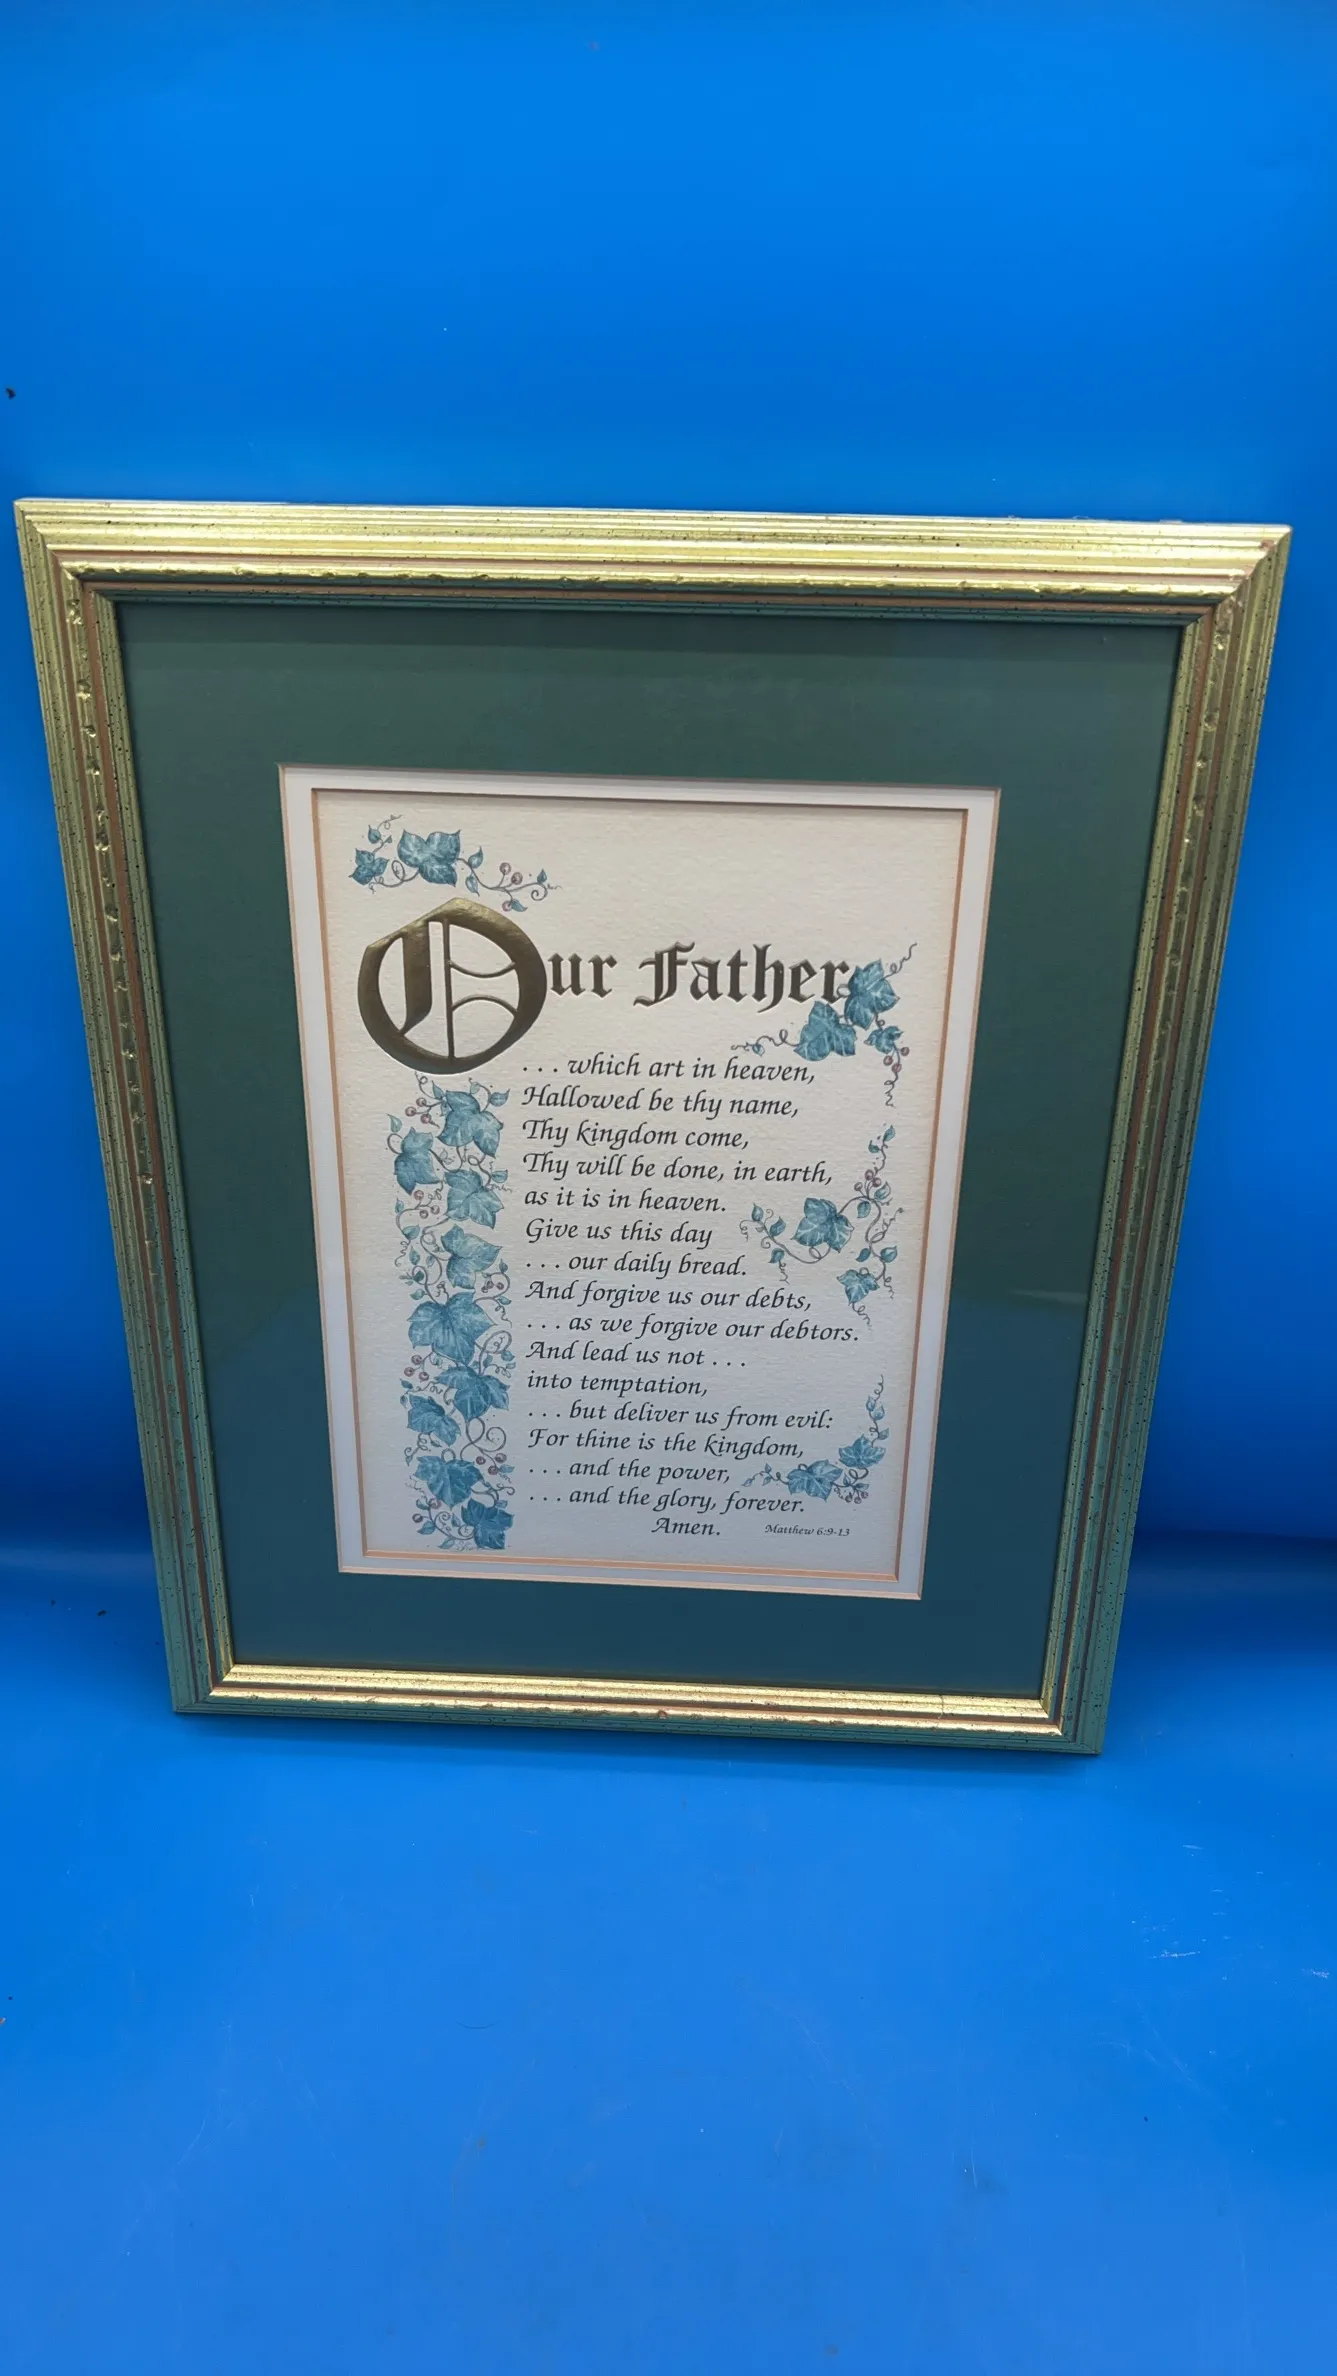 Our Father
. . . which art in heaven,
Hallowed be thy name,
Thy kingdom come,
Thy will be done, in earth,
as it is in heaven.
Give us this day
. . . our daily bread.
And forgive us our debts,
. . . as we forgive our debtors.
And lead us not . . .
into temptation,
. . . but deliver us from evil:
For thine is the kingdom,
. . . and the power,
. . . and the glory, forever.
Amen. Matthew 6:9-13